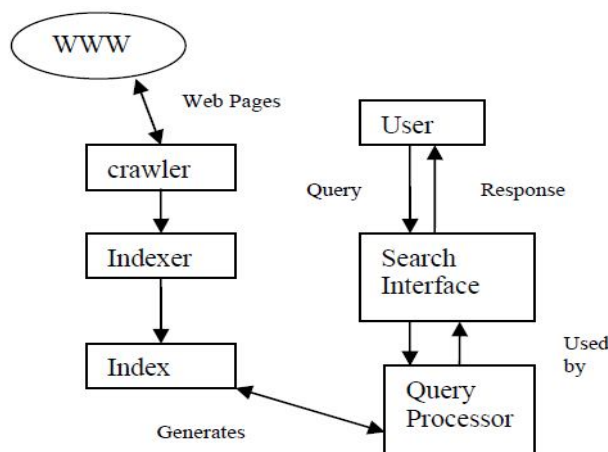 WWW
Web Pages
crawler
Indexer
Index
Generates
User
Query
Response
Search
Interface
Used
by
Query
Processor